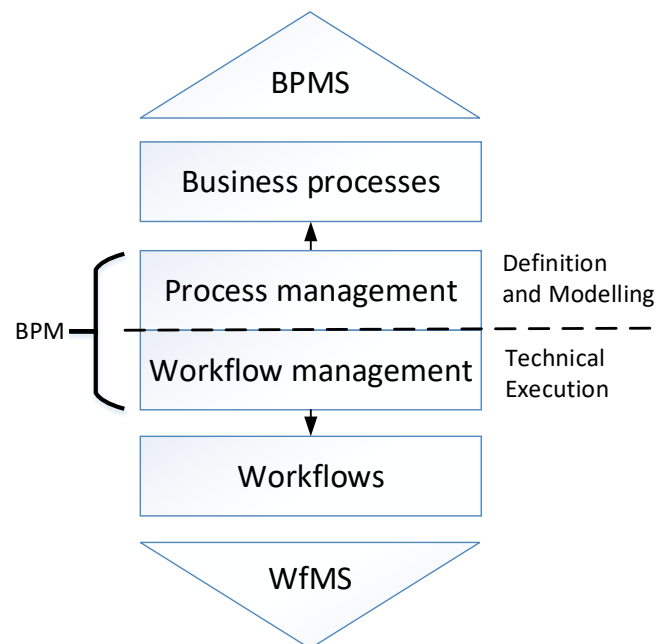 BPMS
Business processes
Process management
Definition
and Modelling
BPM
Workflow management
Technical
Execution
Workflows
WfMS